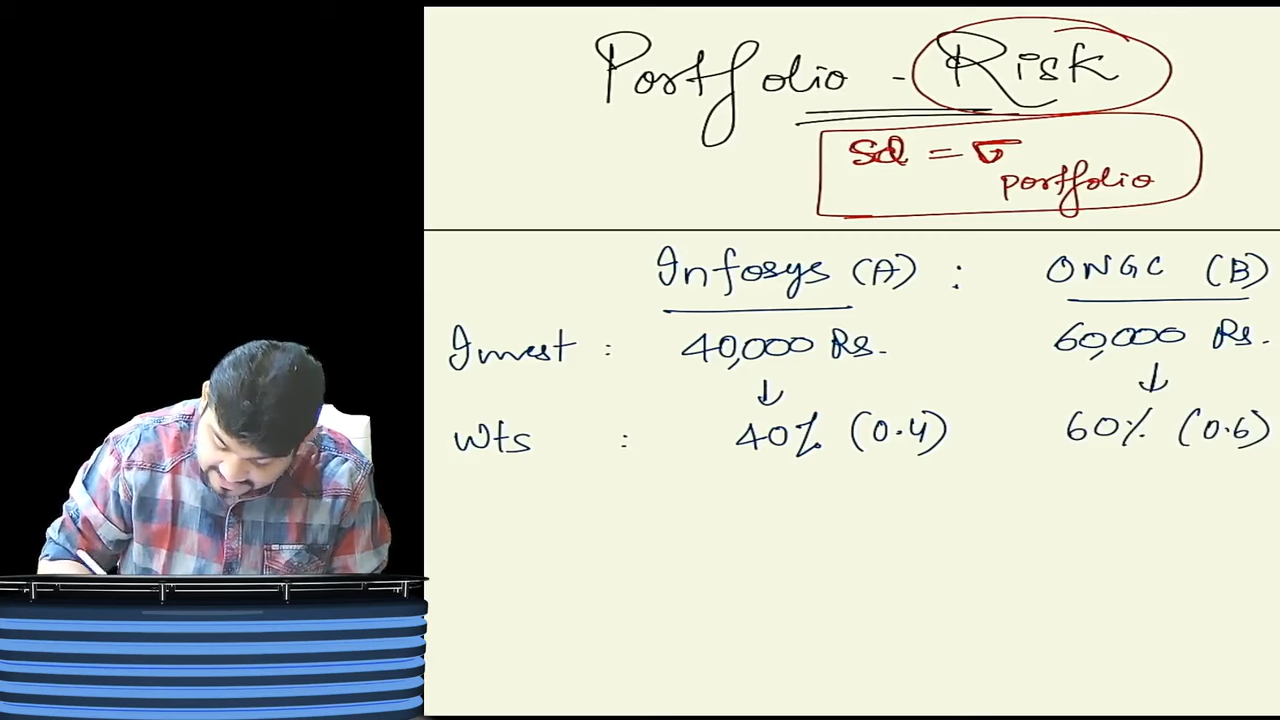 Portfolio - Risk
Sd = σ portfolio
Infosys (A) : ONGC (B)
Invest : 40,000 Rs. 60,000 Rs.
↓ ↓
Wts : 40% (0.4) 60% (0.6)